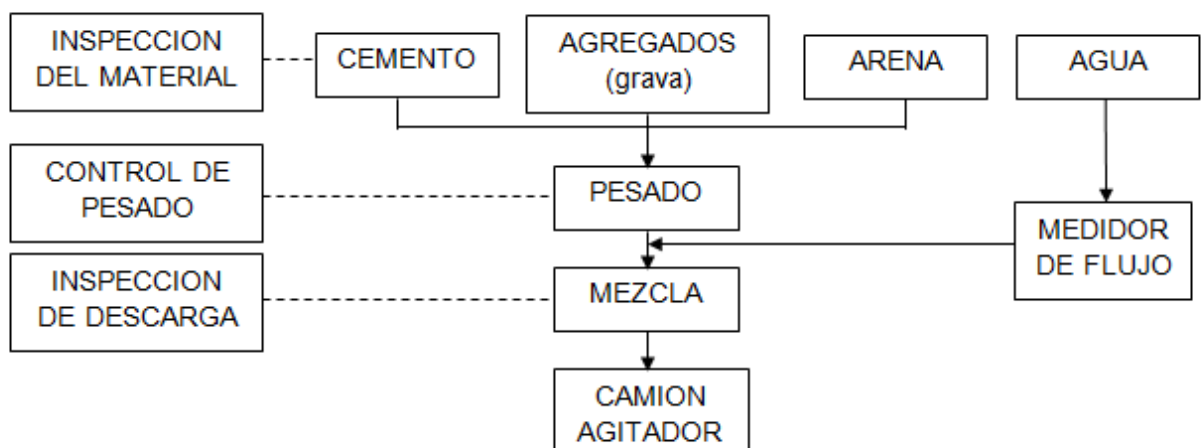 INSPECCION
DEL MATERIAL
CEMENTO
AGREGADOS
(grava)
ARENA
AGUA
CONTROL DE
PESADO
PESADO
MEDIDOR
DE FLUJO
INSPECCION
DE DESCARGA
MEZCLA
CAMION
AGITADOR